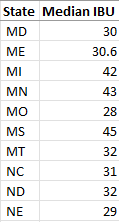 State Median IBU
MD 30
ME 30.6
MI 42
MN 43
MO 28
MS 45
MT 32
NC 31
ND 32
NE 29